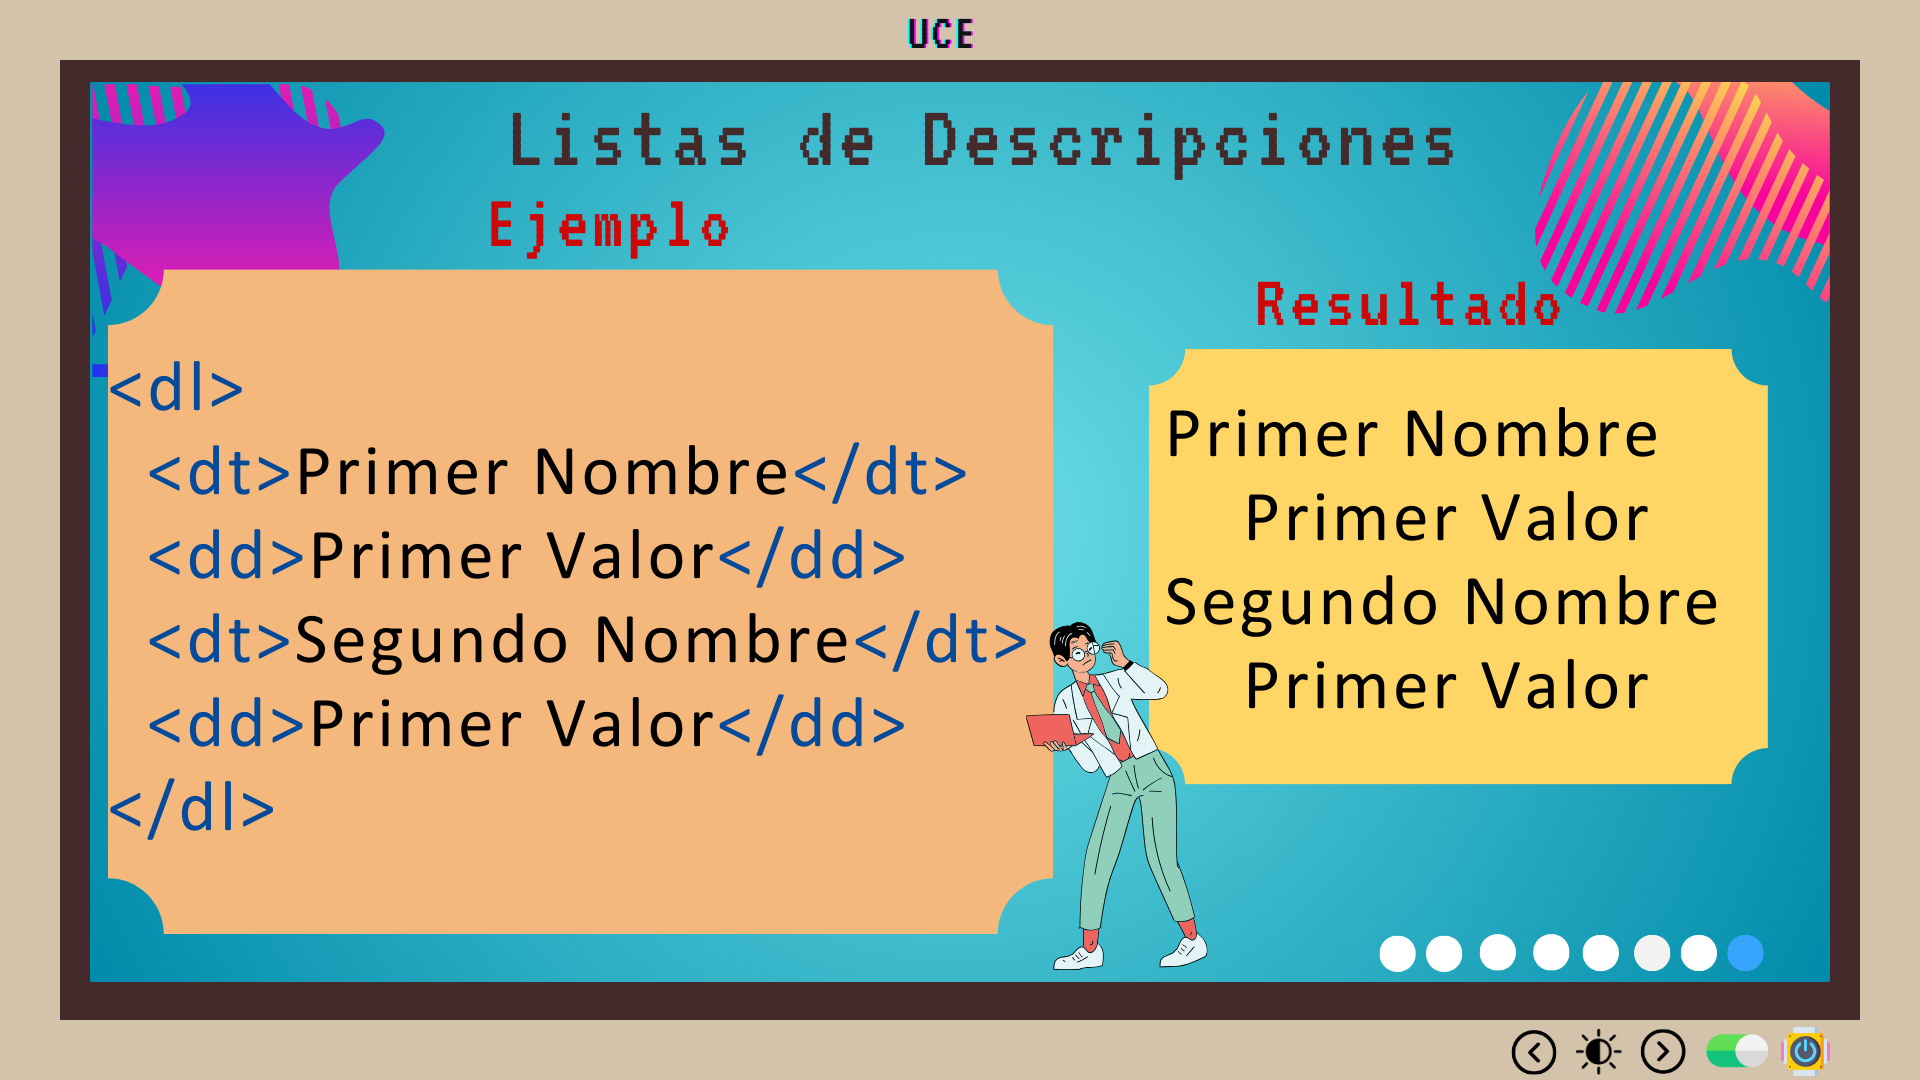 UCE
Listas de Descripciones
Ejemplo
<dl>
<dt>Primer Nombre</dt>
<dd>Primer Valor</dd>
<dt>Segundo Nombre</dt>
<dd>Primer Valor</dd>
</dl>
Resultado
Primer Nombre
Primer Valor
Segundo Nombre
Primer Valor